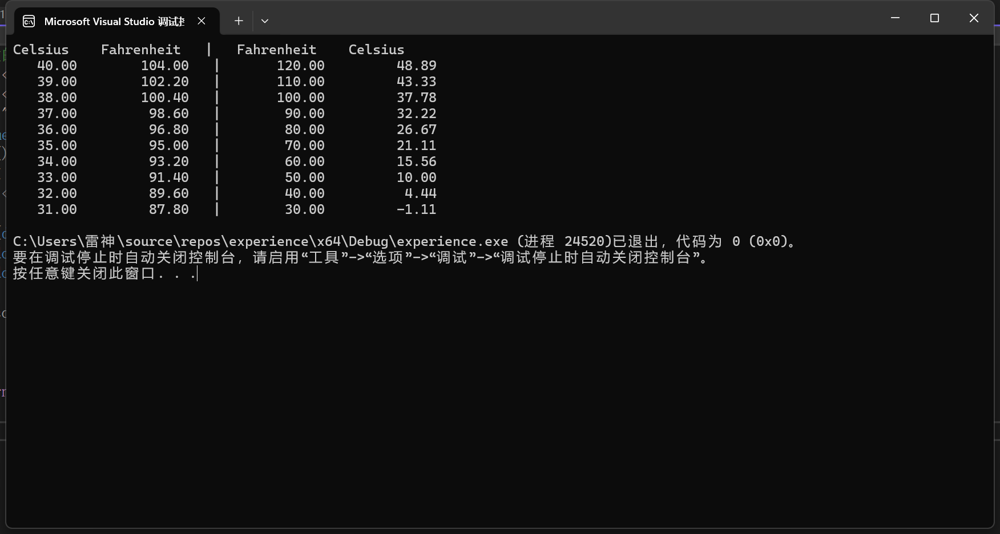 Microsoft Visual Studio 调试
Celsius    Fahrenheit   |   Fahrenheit    Celsius
40.00        104.00   |       120.00         48.89
39.00        102.20   |       110.00         43.33
38.00        100.40   |       100.00         37.78
37.00         98.60   |        90.00         32.22
36.00         96.80   |        80.00         26.67
35.00         95.00   |        70.00         21.11
34.00         93.20   |        60.00         15.56
33.00         91.40   |        50.00         10.00
32.00         89.60   |        40.00          4.44
31.00         87.80   |        30.00         -1.11
C:\Users\雷神\source\repos\experience\x64\Debug\experience.exe (进程 24520)已退出，代码为 0 (0x0)。
要在调试停止时自动关闭控制台，请启用“工具”->“选项”->“调试”->“调试停止时自动关闭控制台”。
按任意键关闭此窗口. . .